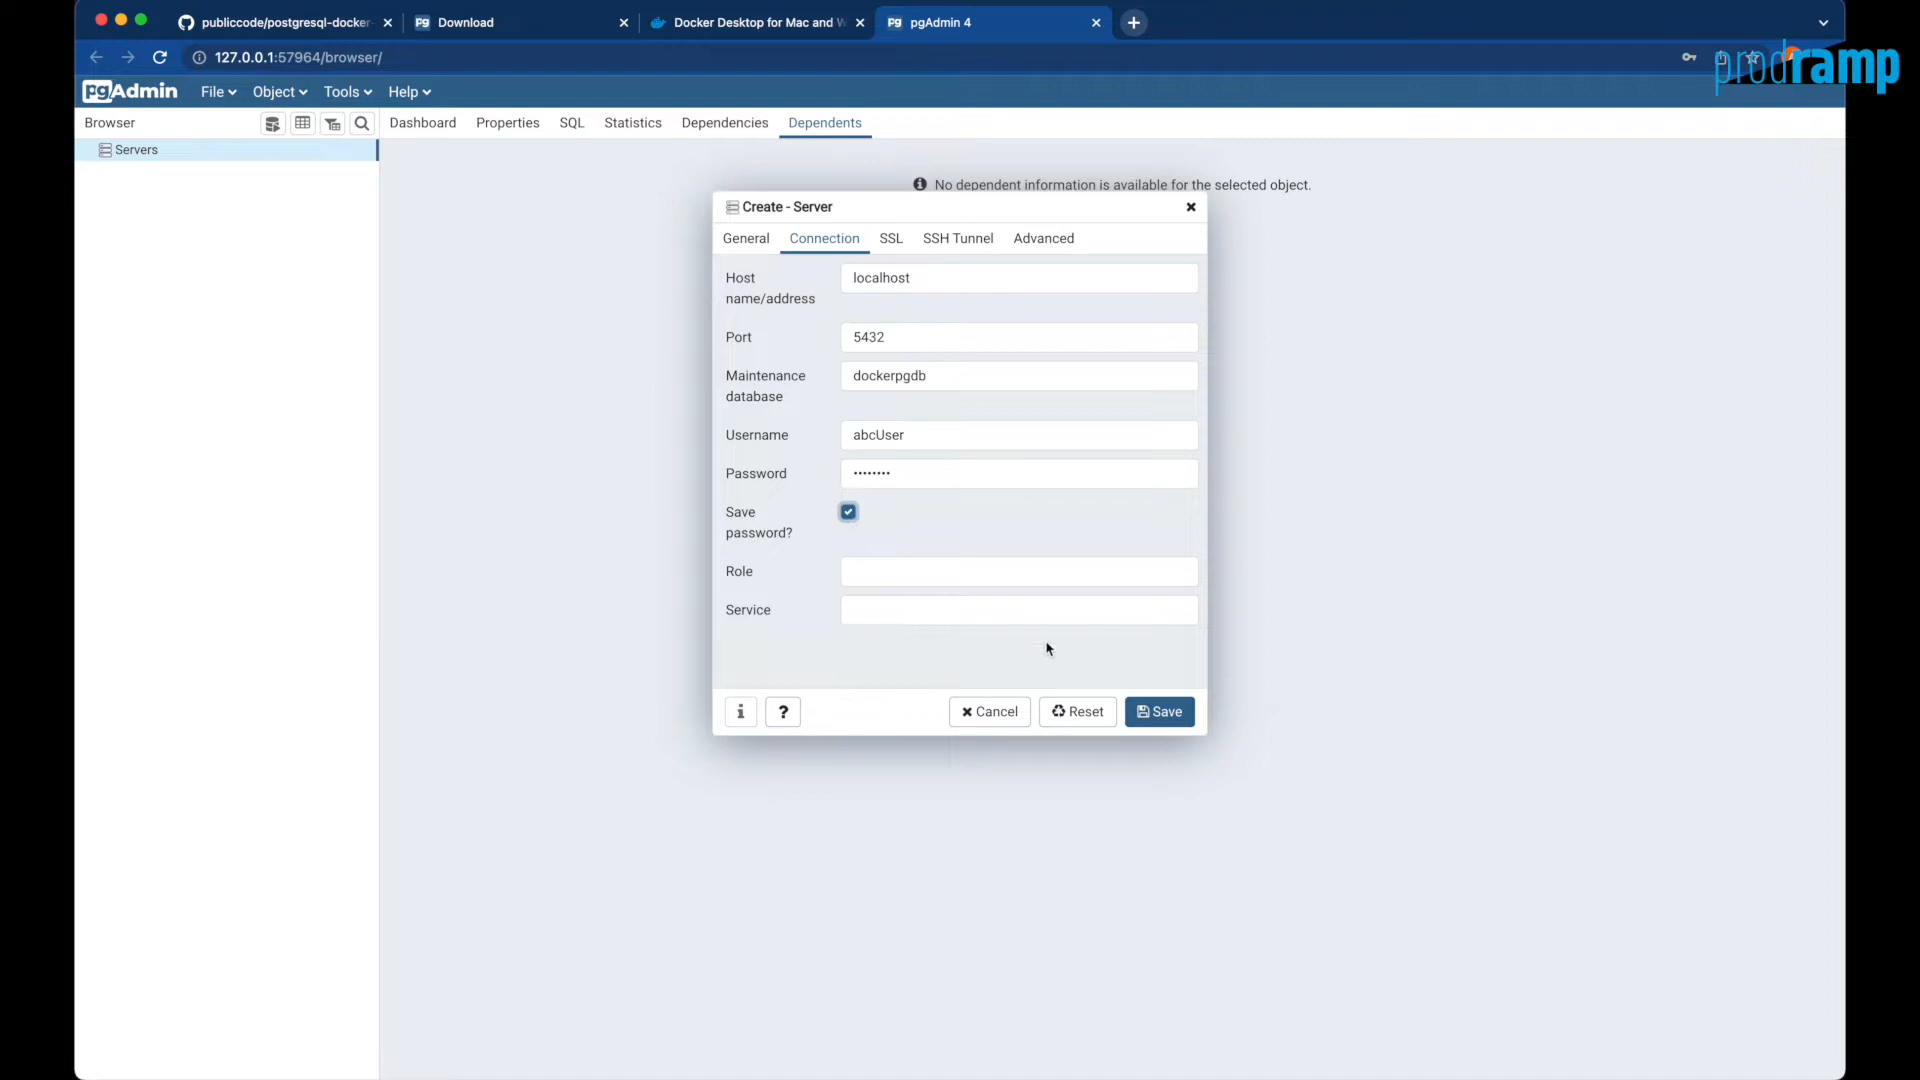 publiccode/postgresql-docker
Download
Docker Desktop for Mac and W
pgAdmin 4
127.0.0.1:57964/browser/
prodramp
pgAdmin File Object Tools Help
Browser
Dashboard Properties SQL Statistics Dependencies Dependents
Servers
No dependent information is available for the selected object.
Create - Server
General Connection SSL SSH Tunnel Advanced
Host name/address
localhost
Port
5432
Maintenance database
dockerpgdb
Username
abcUser
Password
••••••••
Save password?
Role
Service
i ? Cancel Reset Save